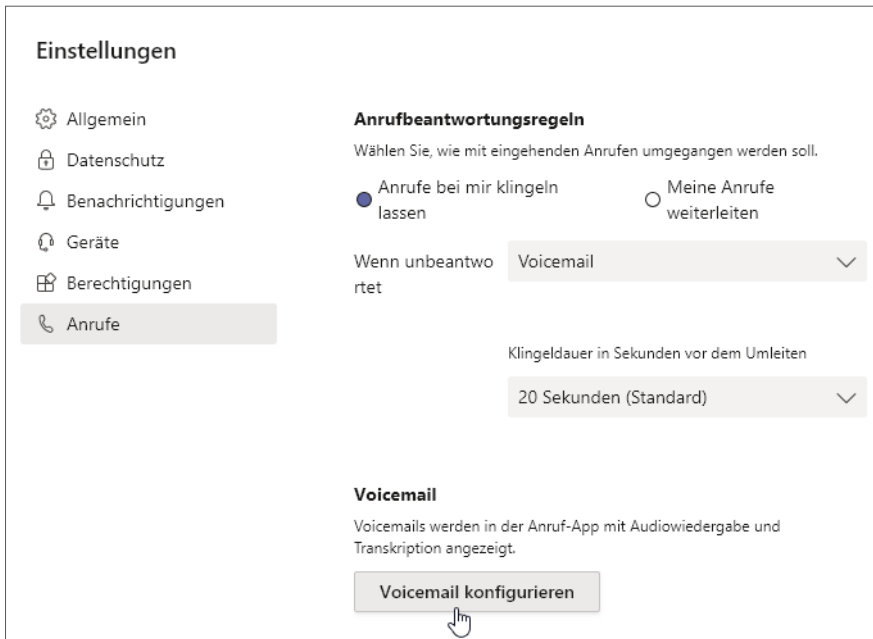 Einstellungen
Allgemein
Datenschutz
Benachrichtigungen
Geräte
Berechtigungen
Anrufe
Anrufbeantwortungsregeln
Wählen Sie, wie mit eingehenden Anrufen umgegangen werden soll.
Anrufe bei mir klingeln
lassen
Meine Anrufe
weiterleiten
Wenn unbeantwo
rtet
Voicemail
Klingeldauer in Sekunden vor dem Umleiten
20 Sekunden (Standard)
Voicemail
Voicemails werden in der Anruf-App mit Audiowiedergabe und
Transkription angezeigt.
Voicemail konfigurieren